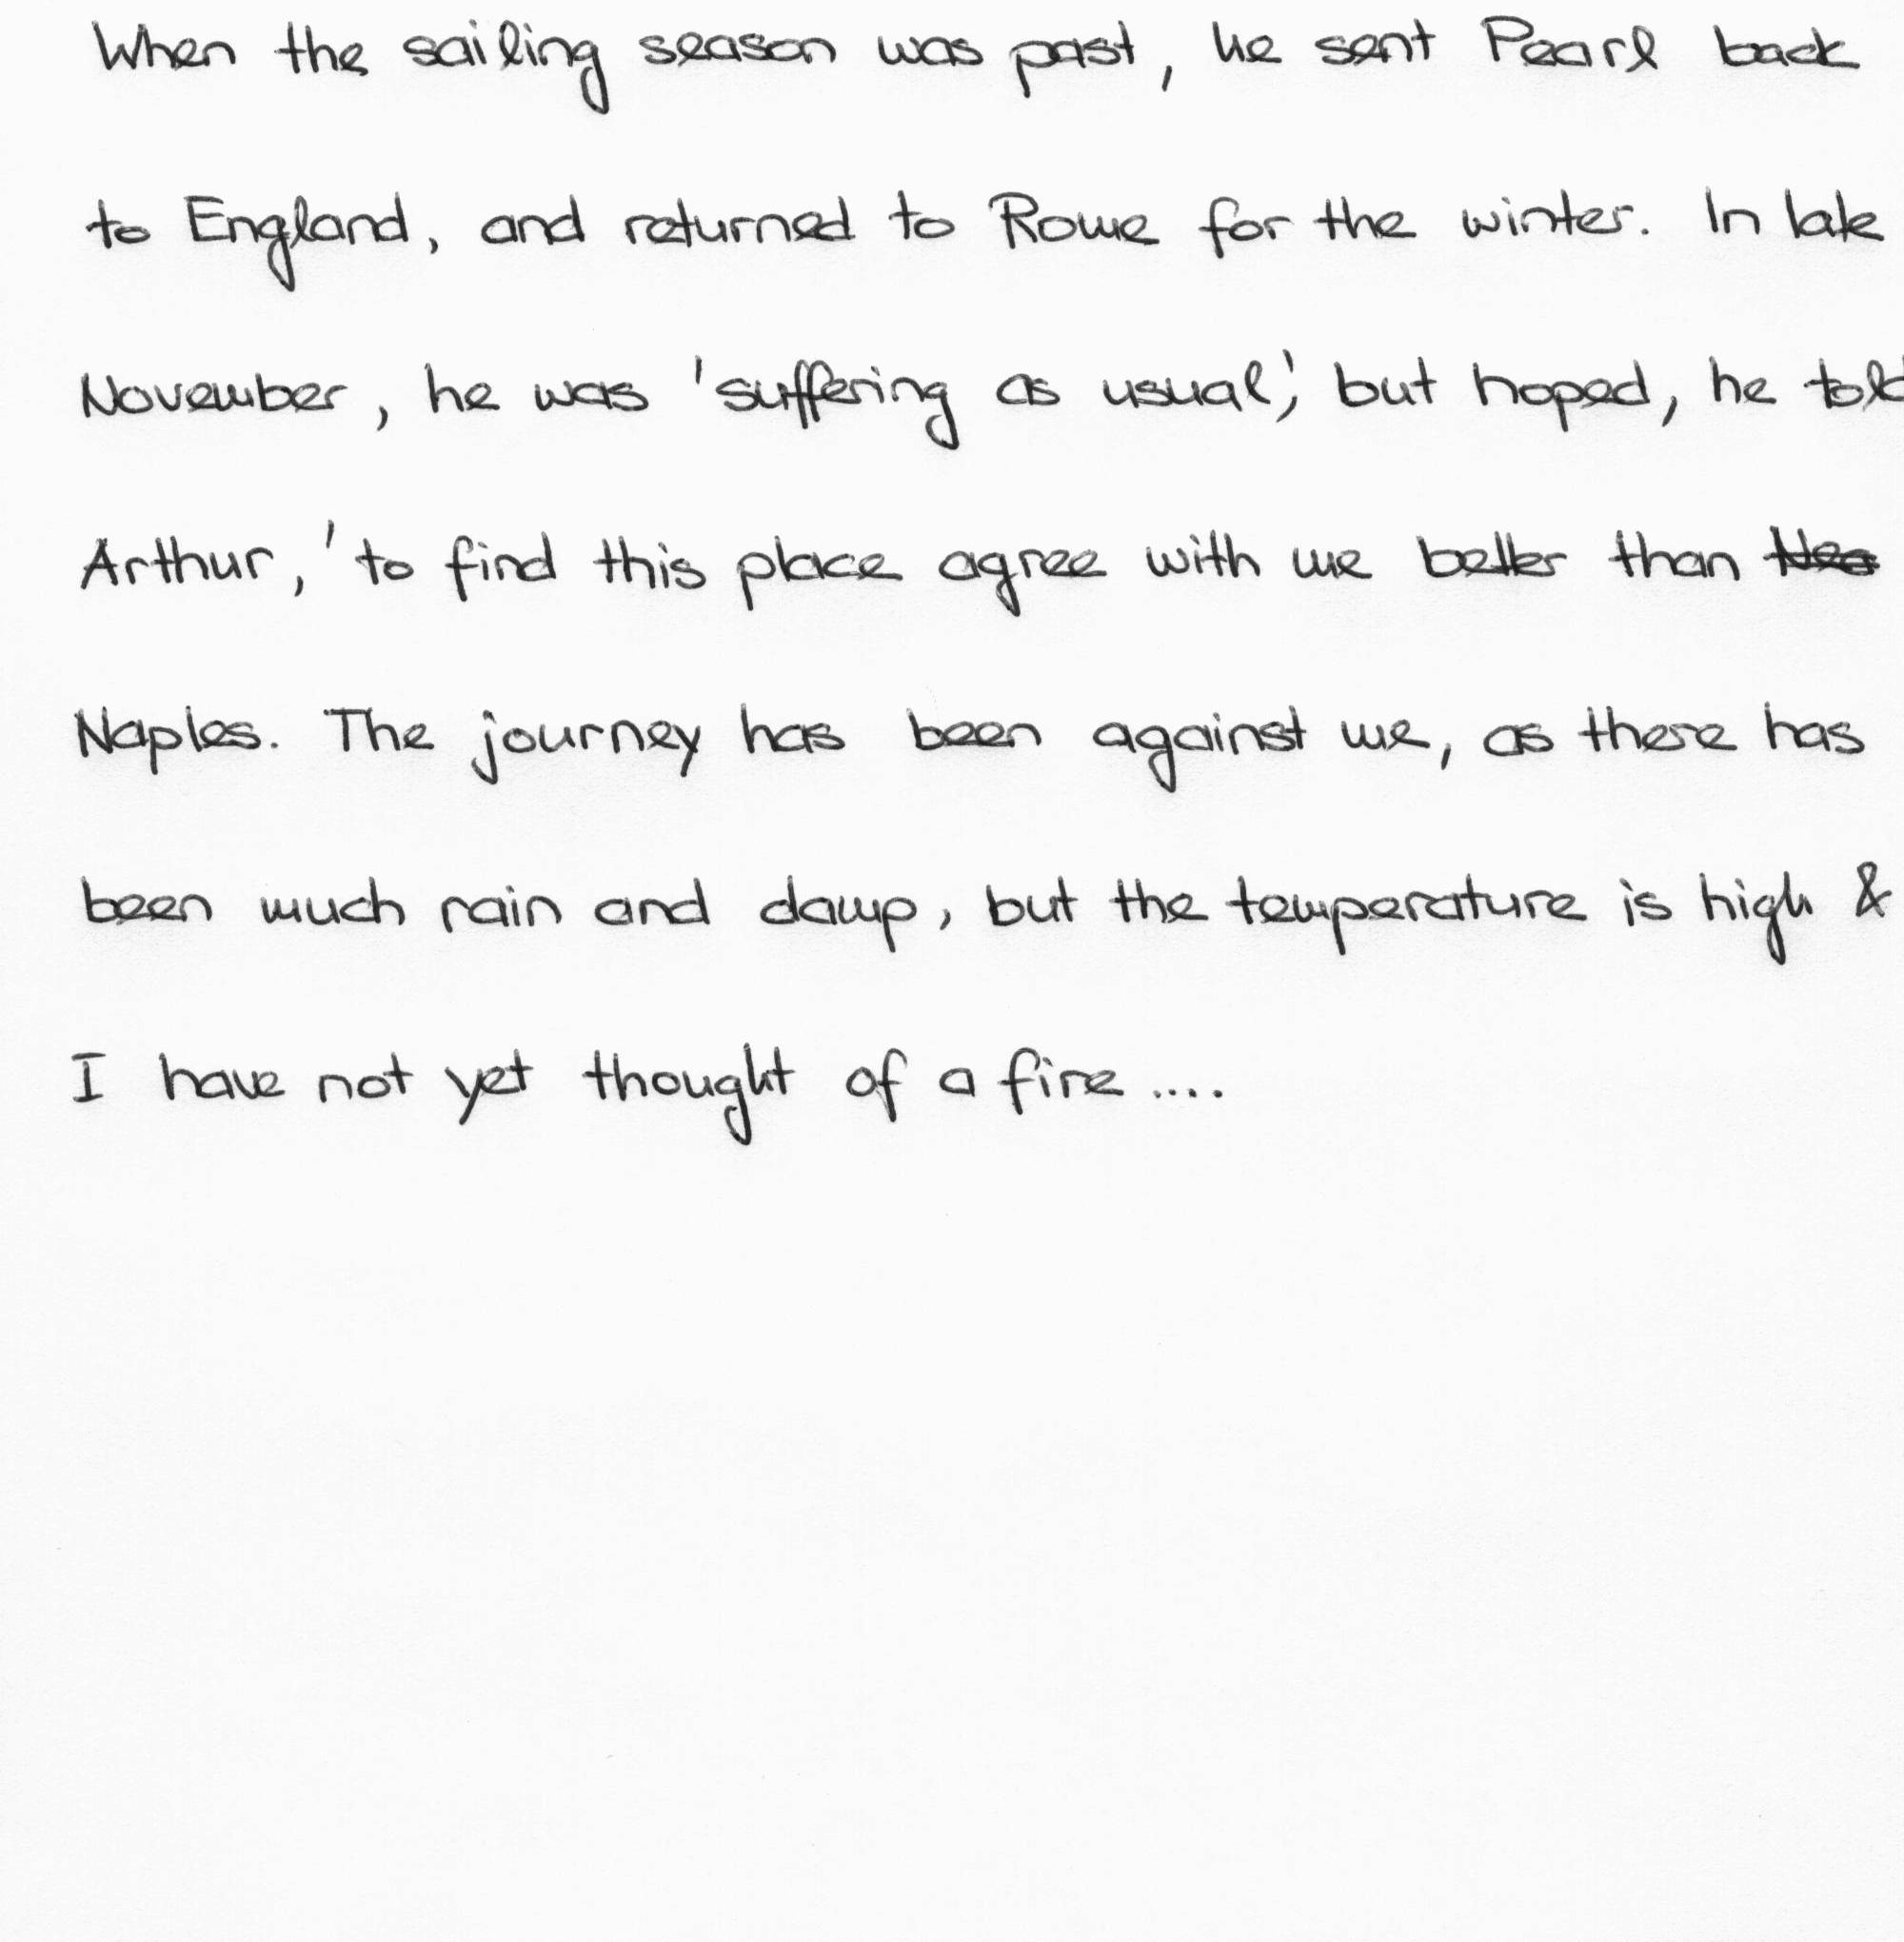 When the sailing season was past, he sent Pearl back
to England, and returned to Rome for the winter. In late
November, he was 'suffering as usual,' but hoped, he told
Arthur, 'to find this place agree with me better than
Naples. The journey has been against me, as there has
been much rain and damp, but the temperature is high &
I have not yet thought of a fire....